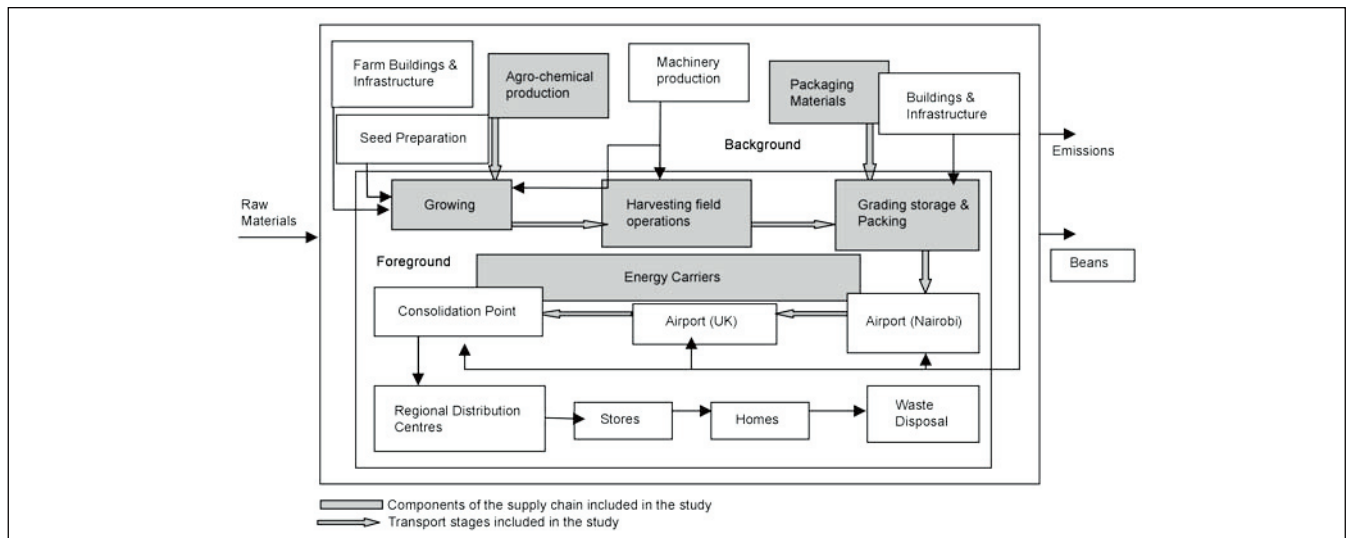 Farm Buildings &
Infrastructure
Agro-chemical
production
Machinery
production
Packaging
Materials
Buildings &
Infrastructure
Seed Preparation
Background
Emissions
Raw
Materials
Growing
Harvesting field
operations
Grading storage &
Packing
Foreground
Energy Carriers
Beans
Consolidation Point
Airport (UK)
Airport (Nairobi)
Regional Distribution
Centres
Stores
Homes
Waste
Disposal
Components of the supply chain included in the study
Transport stages included in the study